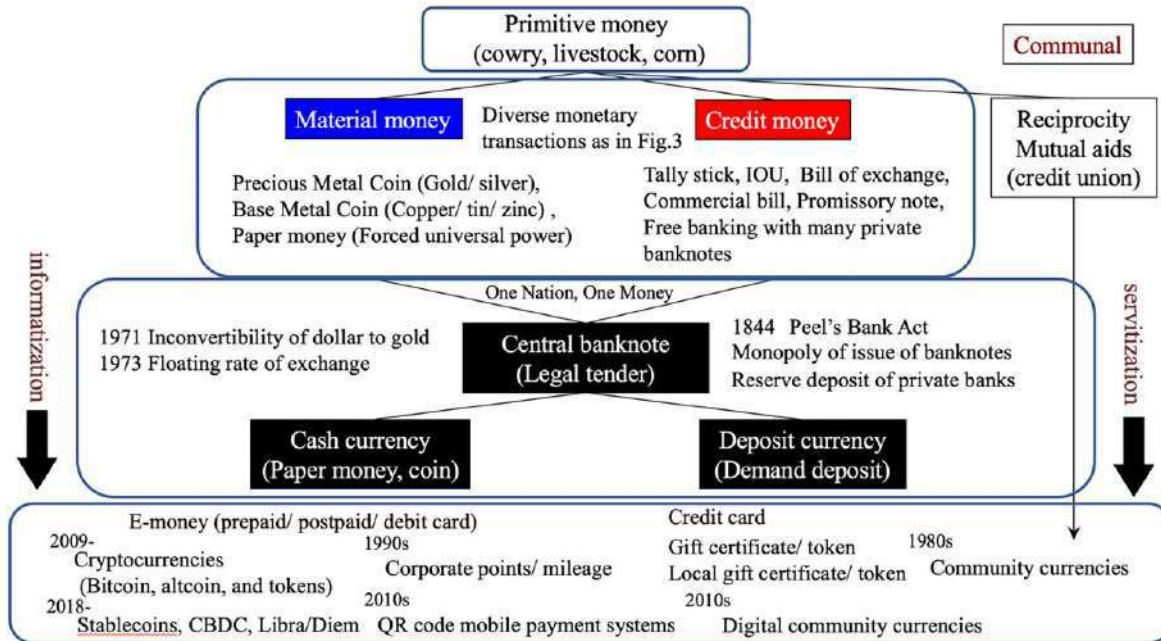 Primitive money
(cowry, livestock, corn)
Communal
Material money
Diverse monetary
transactions as in Fig.3
Credit money
Reciprocity
Mutual aids
(credit union)
Precious Metal Coin (Gold/ silver),
Base Metal Coin (Copper/ tin/ zinc) ,
Paper money (Forced universal power)
Tally stick, IOU, Bill of exchange,
Commercial bill, Promissory note,
Free banking with many private
banknotes
informatization
servitization
One Nation, One Money
1971 Inconvertibility of dollar to gold
1973 Floating rate of exchange
Central banknote
(Legal tender)
1844 Peel's Bank Act
Monopoly of issue of banknotes
Reserve deposit of private banks
Cash currency
(Paper money, coin)
Deposit currency
(Demand deposit)
E-money (prepaid/ postpaid/ debit card)
2009-
Cryptocurrencies
(Bitcoin, altcoin, and tokens)
1990s
Corporate points/ mileage
Credit card
Gift certificate/ token
Local gift certificate/ token
1980s
Community currencies
2018-
Stablecoins, CBDC, Libra/Diem
2010s
QR code mobile payment systems
2010s
Digital community currencies